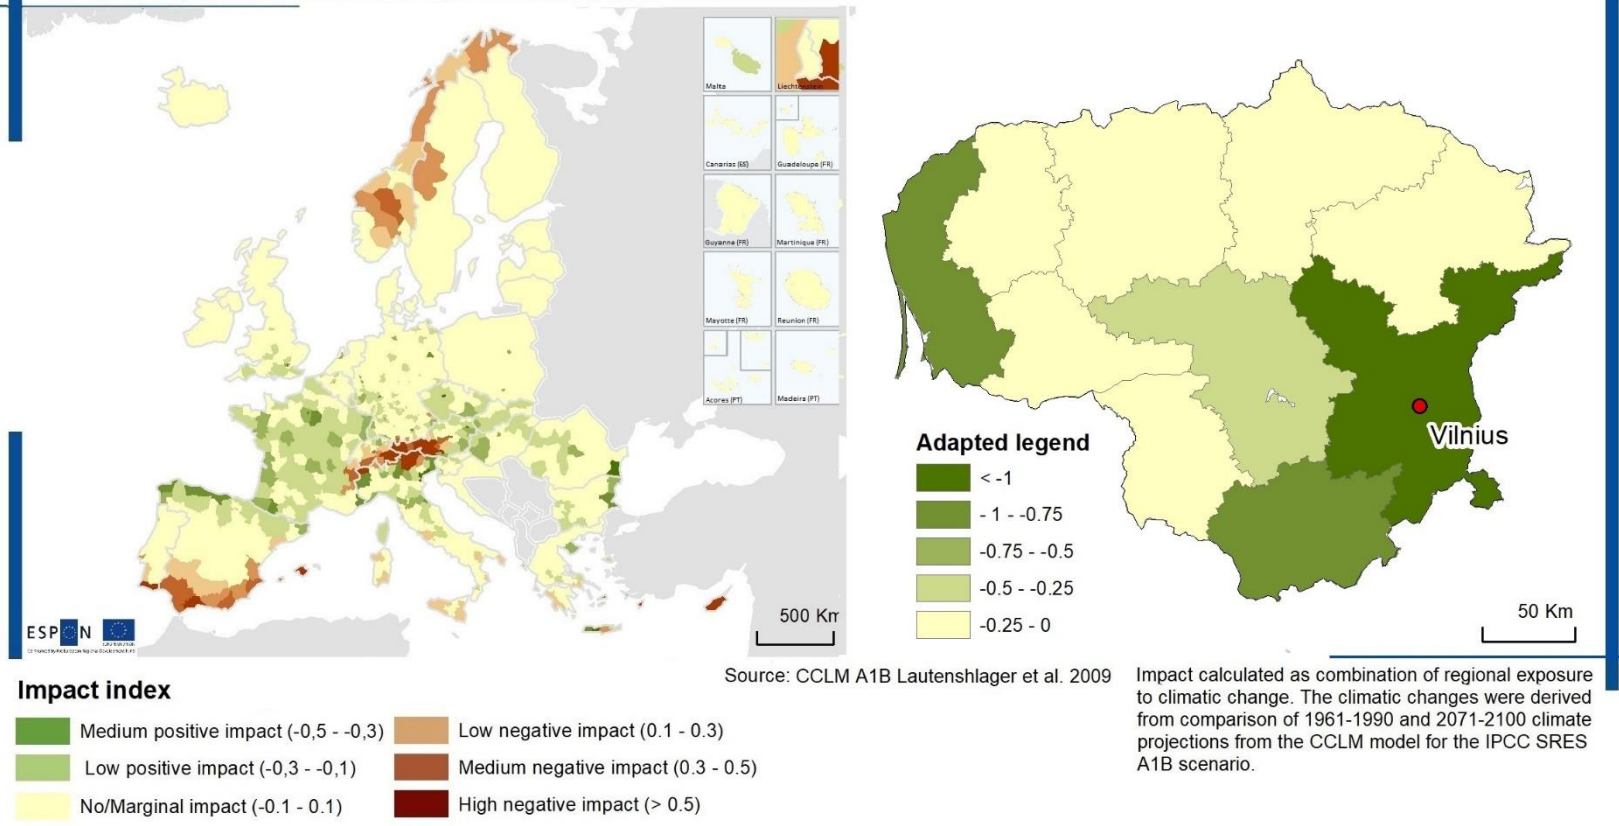 Malta
Liechtenstein
Canarias (ES)
Guadeloupe (FR)
Guyanna (FR)
Martinique (FR)
Mayotte (FR)
Reunion (FR)
Acores (PT)
Madeira (PT)
500 Km
ESPON
Vilnius
Adapted legend
< -1
- 1 - -0.75
-0.75 - -0.5
-0.5 - -0.25
-0.25 - 0
50 Km
Source: CCLM A1B Lautenshlager et al. 2009
Impact calculated as combination of regional exposure
to climatic change. The climatic changes were derived
from comparison of 1961-1990 and 2071-2100 climate
projections from the CCLM model for the IPCC SRES
A1B scenario.
Impact index
Medium positive impact (-0,5 - -0,3)
Low positive impact (-0,3 - -0,1)
No/Marginal impact (-0.1 - 0.1)
Low negative impact (0.1 - 0.3)
Medium negative impact (0.3 - 0.5)
High negative impact (> 0.5)